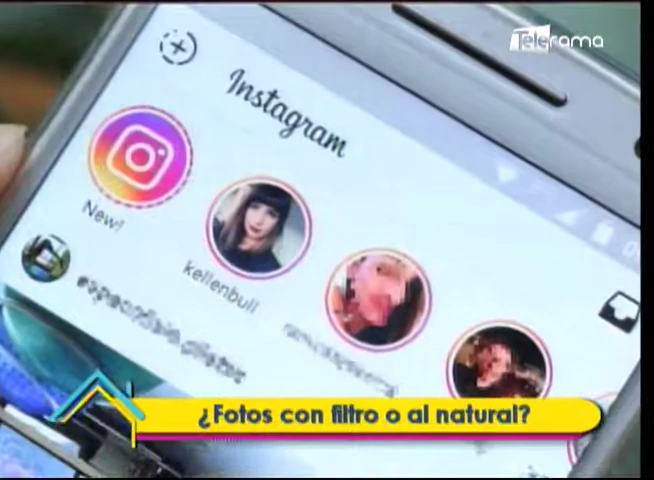 Telerama
Instagram
New!
kellenbull
¿Fotos con filtro o al natural?